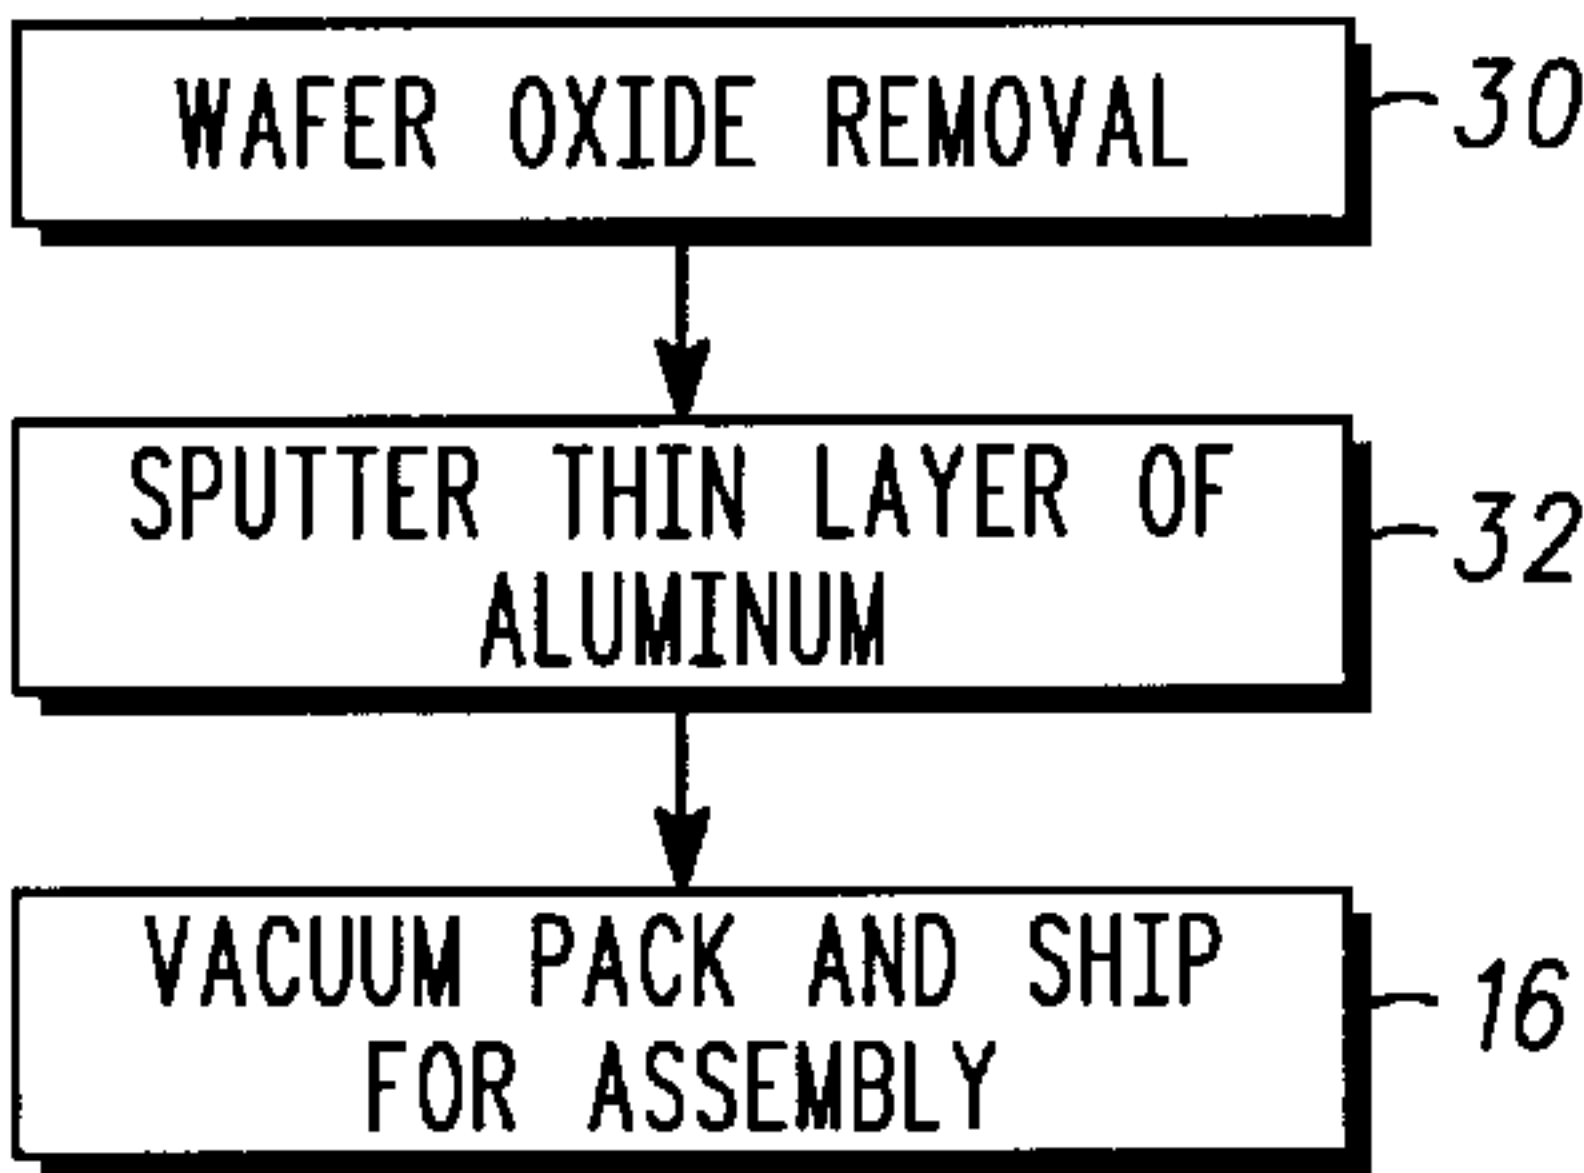 WAFER OXIDE REMOVAL
30
SPUTTER THIN LAYER OF
ALUMINUM
32
VACUUM PACK AND SHIP
FOR ASSEMBLY
16